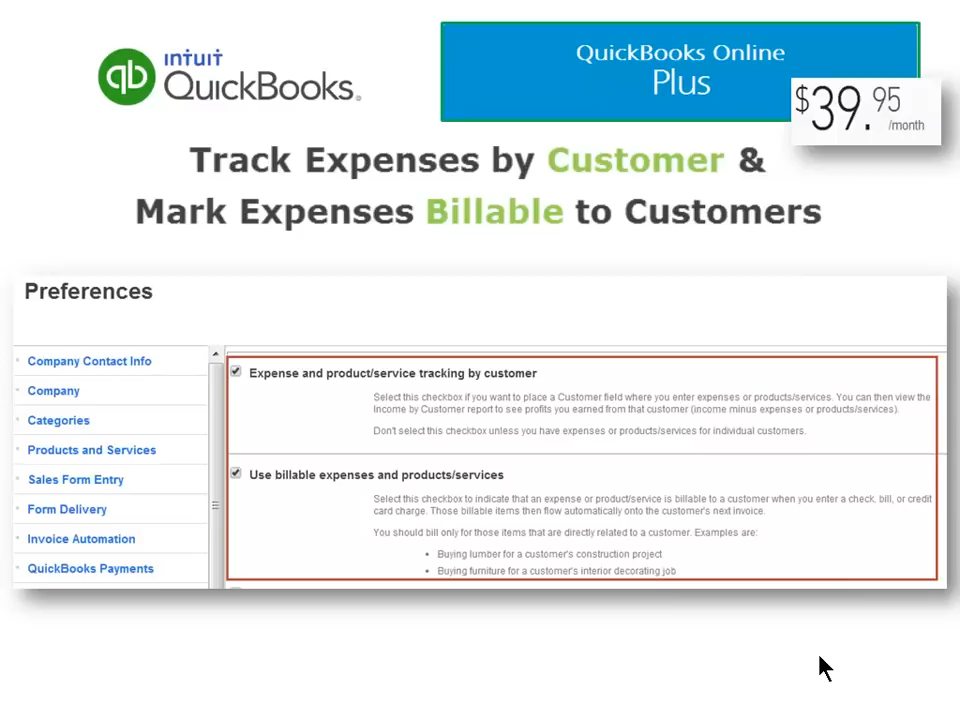 ıntuıt
qb QuickBooks.
QuickBooks Online
Plus
$39.95
/month
Track Expenses by Customer &
Mark Expenses Billable to Customers
Preferences
Company Contact Info
Company
Categories
Products and Services
Sales Form Entry
Form Delivery
Invoice Automation
QuickBooks Payments
Expense and product/service tracking by customer
Select this checkbox if you want to place a Customer field where you enter expenses or products/services. You can then view the
Income by Customer report to see profits you earned from that customer (income minus expenses or products/services).
Don't select this checkbox unless you have expenses or products/services for individual customers.
Use billable expenses and products/services
Select this checkbox to indicate that an expense or product/service is billable to a customer when you enter a check, bill, or credit
card charge. Those billable items then flow automatically onto the customer's next invoice.
You should bill only for those items that are directly related to a customer. Examples are:
• Buying lumber for a customer's construction project
• Buying furniture for a customer's interior decorating job